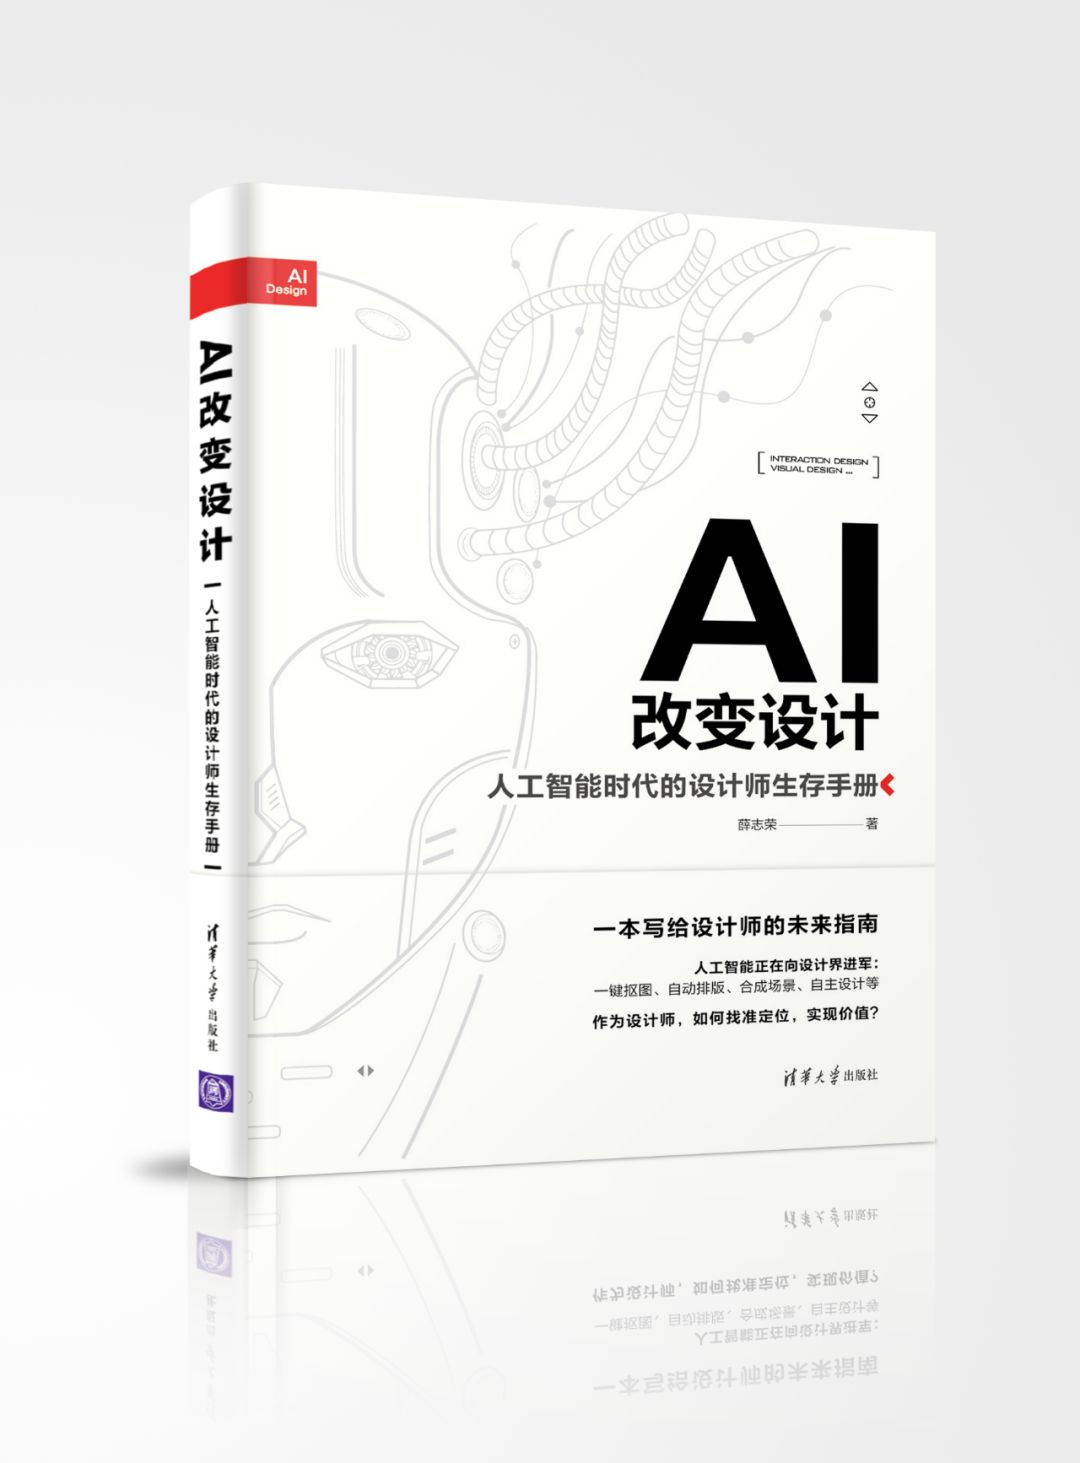 AI
Design
AI改变设计
人工智能时代的设计师生存手册
清华大学出版社
INTERACTION DESIGN
VISUAL DESIGN ...
AI
改变设计
人工智能时代的设计师生存手册
薛志荣 著
一本写给设计师的未来指南
人工智能正在向设计界进军：
一键抠图、自动排版、合成场景、自主设计等
作为设计师，如何找准定位，实现价值？
清华大学出版社